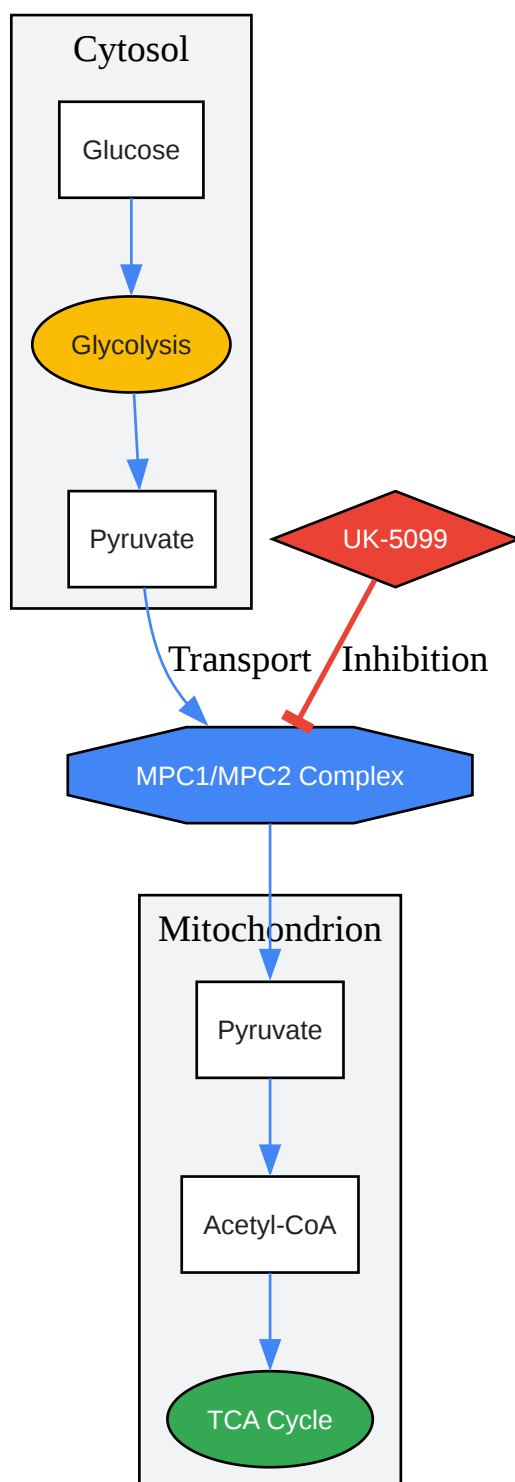 Cytosol
Glucose
Glycolysis
Pyruvate
UK-5099
Transport
Inhibition
MPC1/MPC2 Complex
Mitochondrion
Pyruvate
Acetyl-CoA
TCA Cycle